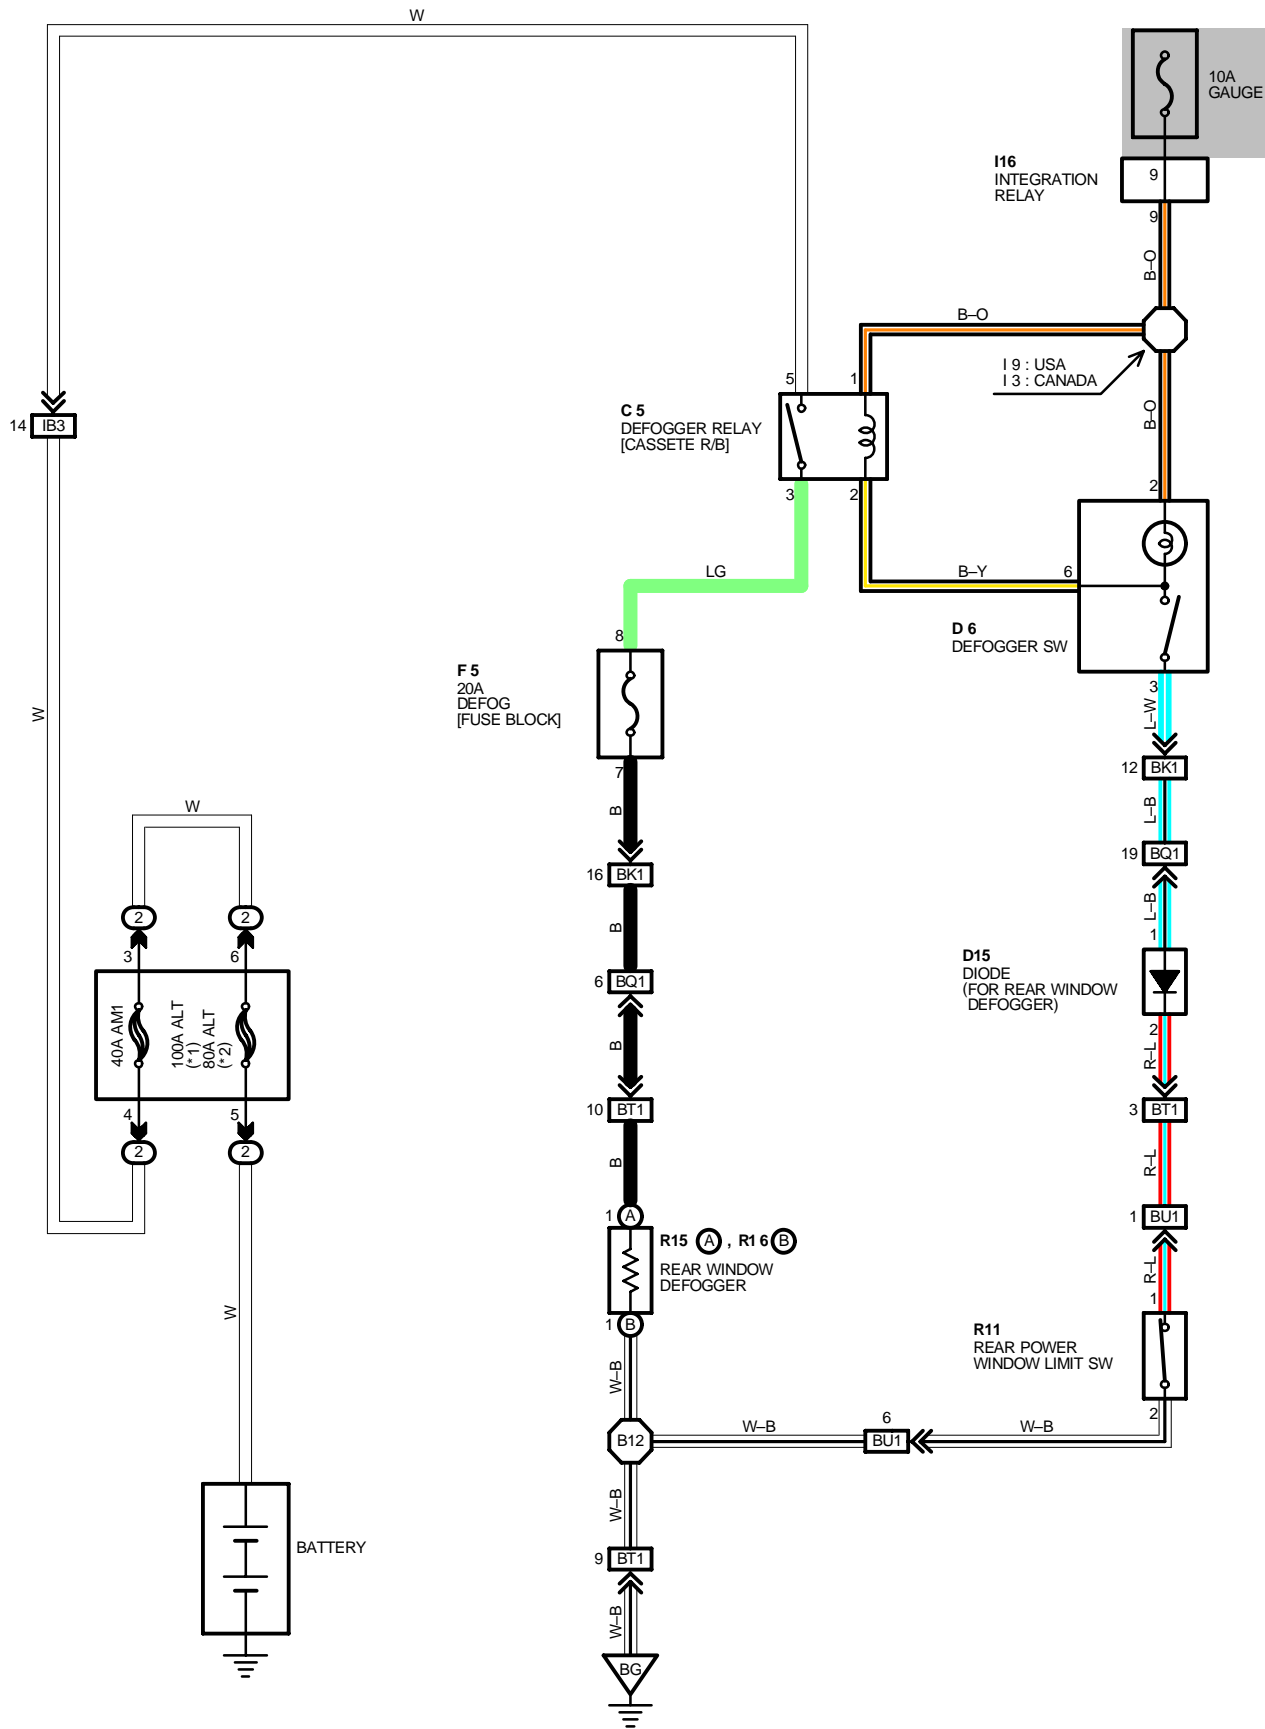 W
10A
GAUGE
I16
INTEGRATION
RELAY
9
9
B–O
B–O
I 9 : USA
I 3 : CANADA
5
1
C 5
DEFOGGER RELAY
[CASSETE R/B]
14
IB3
B–O
3
2
2
LG
B–Y
6
D 6
DEFOGGER SW
8
F 5
20A
DEFOG
[FUSE BLOCK]
3
L–W
W
7
12
BK1
B
L–B
W
19
BQ1
16
BK1
2
2
B
L–B
1
3
6
D15
DIODE
(FOR REAR WINDOW
DEFOGGER)
6
BQ1
40A AM1
100A ALT
(*1)
80A ALT
(*2)
B
2
R–L
4
5
10
BT1
3
BT1
2
2
B
R–L
1
A
1
BU1
R15 A , R16 B
REAR WINDOW
DEFOGGER
R–L
1
W
1
B
R11
REAR POWER
WINDOW LIMIT SW
W–B
2
B12
W–B
6
BU1
W–B
W–B
BATTERY
9
BT1
W–B
BG